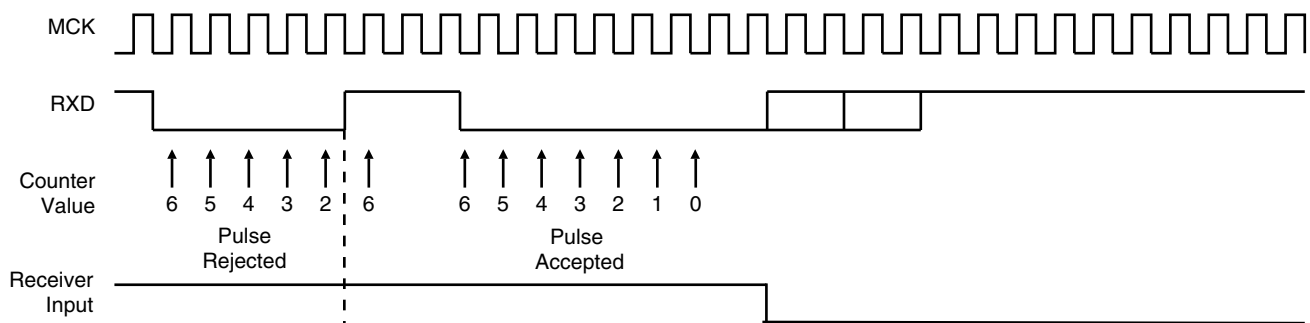 MCK
RXD
Counter
Value
6 5 4 3 2 6 6 5 4 3 2 1 0
Pulse
Rejected
Pulse
Accepted
Receiver
Input